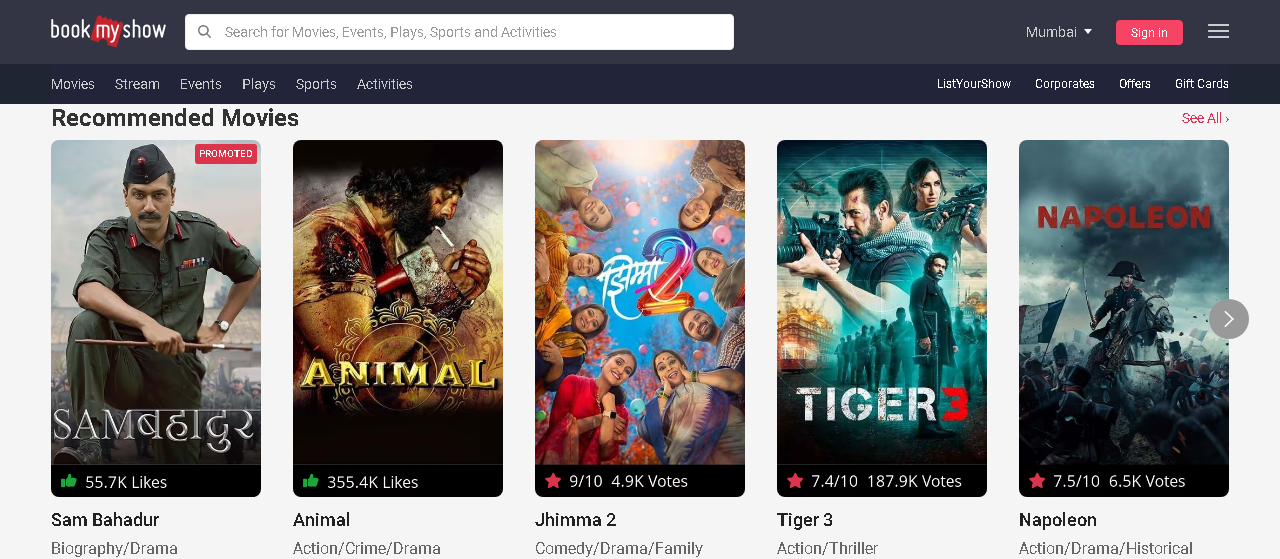 bookmyshow
Search for Movies, Events, Plays, Sports and Activities
Mumbai
Sign in
Movies Stream Events Plays Sports Activities
ListYourShow Corporates Offers Gift Cards
Recommended Movies
See All ›
PROMOTED
SAMबहादुर
ANIMAL
झिम्मा 2
TIGER 3
NAPOLEON
55.7K Likes
355.4K Likes
9/10 4.9K Votes
7.4/10 187.9K Votes
7.5/10 6.5K Votes
Sam Bahadur
Animal
Jhimma 2
Tiger 3
Napoleon
Biography/Drama
Action/Crime/Drama
Comedy/Drama/Family
Action/Thriller
Action/Drama/Historical